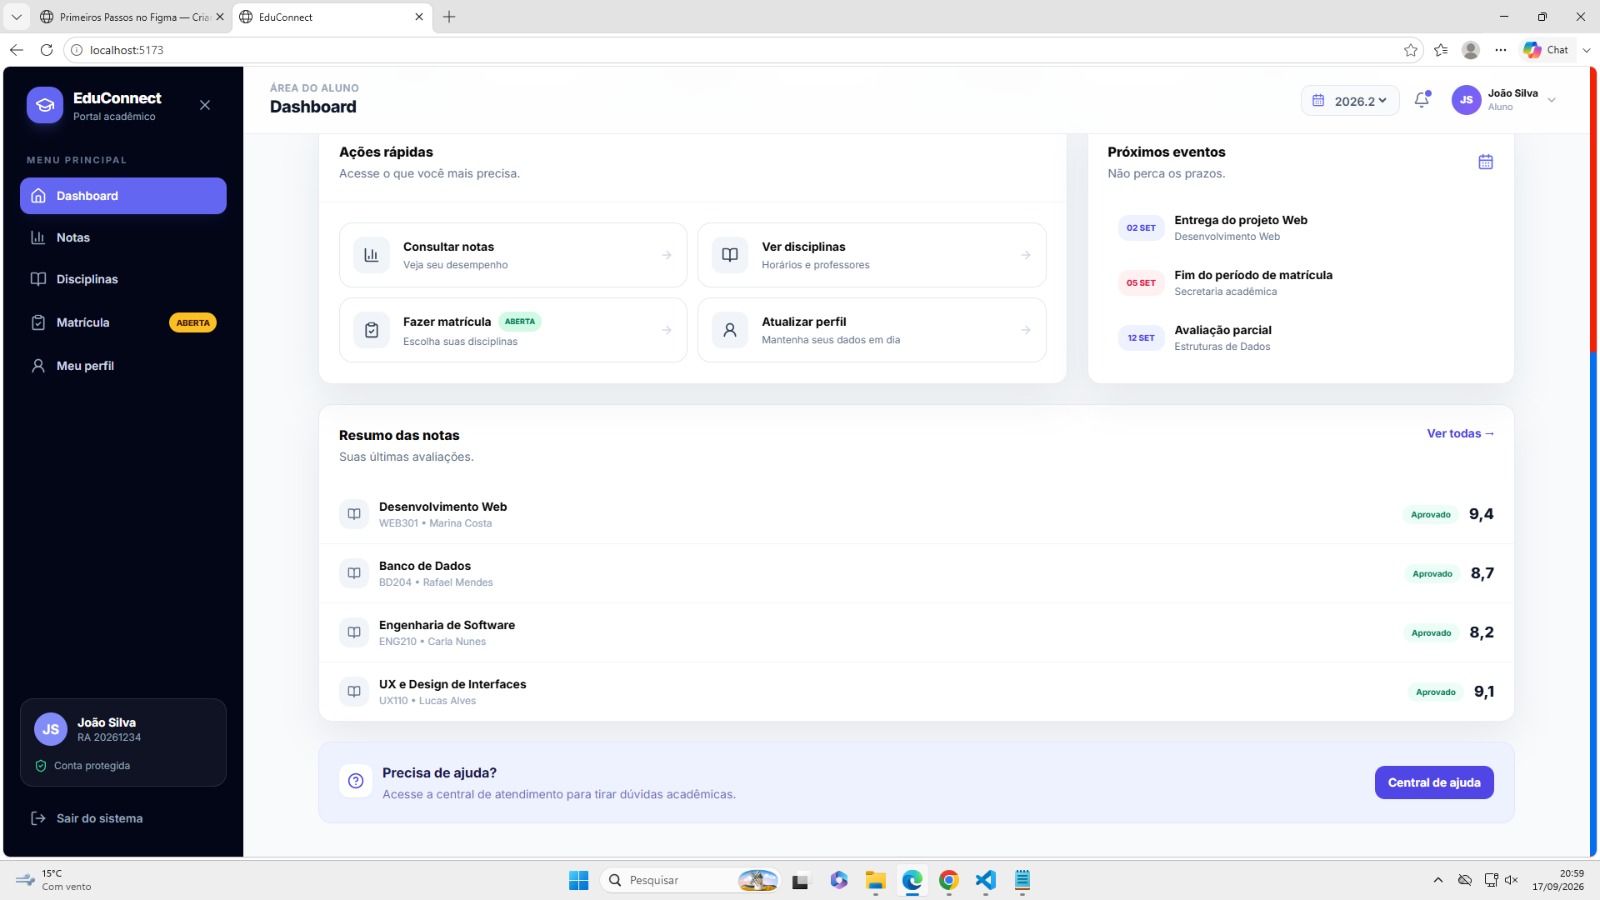 Primeiros Passos no Figma — Cria
EduConnect
localhost:5173
Chat
EduConnect
Portal acadêmico
MENU PRINCIPAL
Dashboard
Notas
Disciplinas
Matrícula
ABERTA
Meu perfil
João Silva
JS
RA 20261234
Conta protegida
Sair do sistema
ÁREA DO ALUNO
Dashboard
2026.2
JS
João Silva
Aluno
Ações rápidas
Acesse o que você mais precisa.
Consultar notas
Veja seu desempenho
Ver disciplinas
Horários e professores
Fazer matrícula ABERTA
Escolha suas disciplinas
Atualizar perfil
Mantenha seus dados em dia
Próximos eventos
Não perca os prazos.
02 SET
Entrega do projeto Web
Desenvolvimento Web
05 SET
Fim do período de matrícula
Secretaria acadêmica
12 SET
Avaliação parcial
Estruturas de Dados
Resumo das notas
Ver todas →
Suas últimas avaliações.
Desenvolvimento Web
WEB301 • Marina Costa
Aprovado 9,4
Banco de Dados
BD204 • Rafael Mendes
Aprovado 8,7
Engenharia de Software
ENG210 • Carla Nunes
Aprovado 8,2
UX e Design de Interfaces
UX110 • Lucas Alves
Aprovado 9,1
Precisa de ajuda?
Acesse a central de atendimento para tirar dúvidas acadêmicas.
Central de ajuda
15°C
Com vento
Pesquisar
20:59
17/09/2026